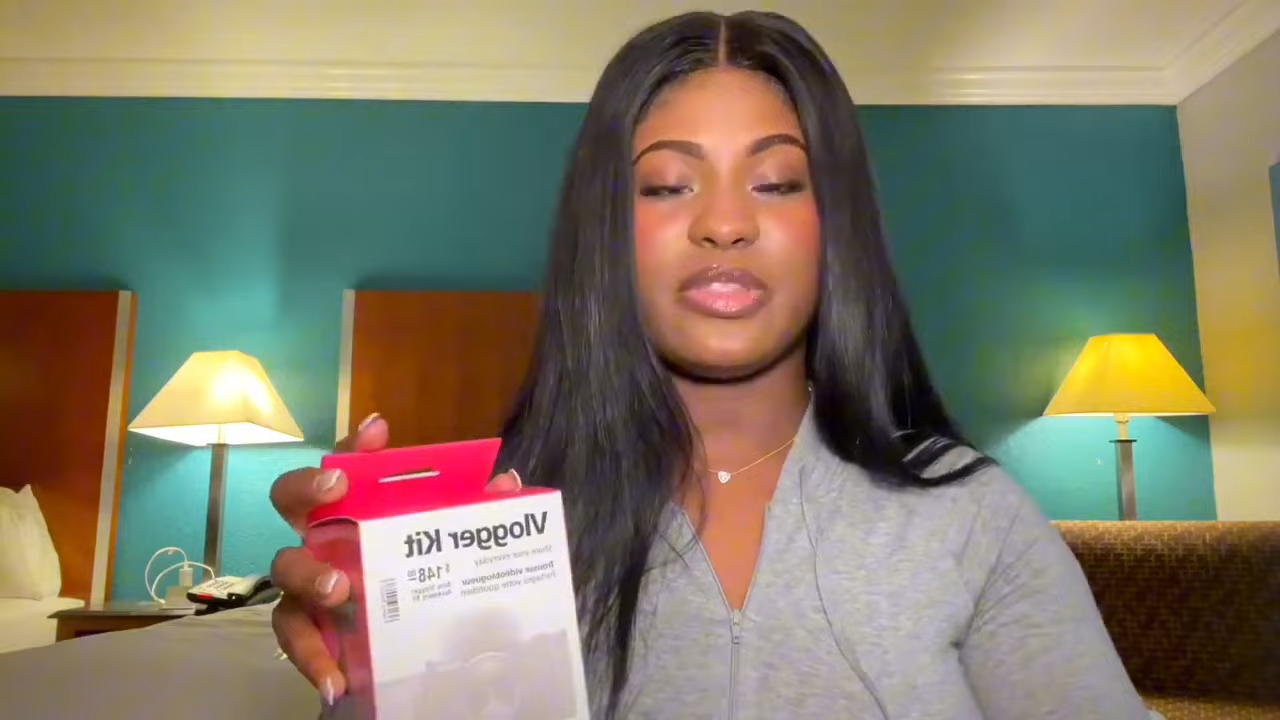 Vlogger Kit
Share your everyday
Trousse vidéoblogueur
Partagez votre quotidien
$148